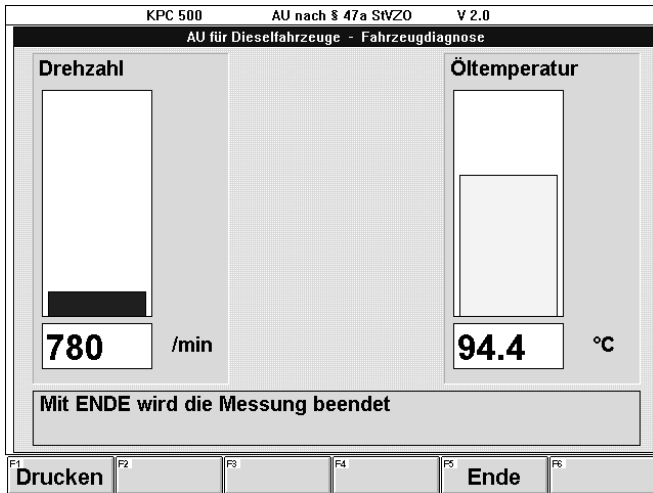 KPC 500 AU nach § 47a StVZO V 2.0
AU für Dieselfahrzeuge - Fahrzeugdiagnose
Drehzahl Öltemperatur
780 /min 94.4 °C
Mit ENDE wird die Messung beendet
F1 Drucken F2 F3 F4 F5 Ende F6